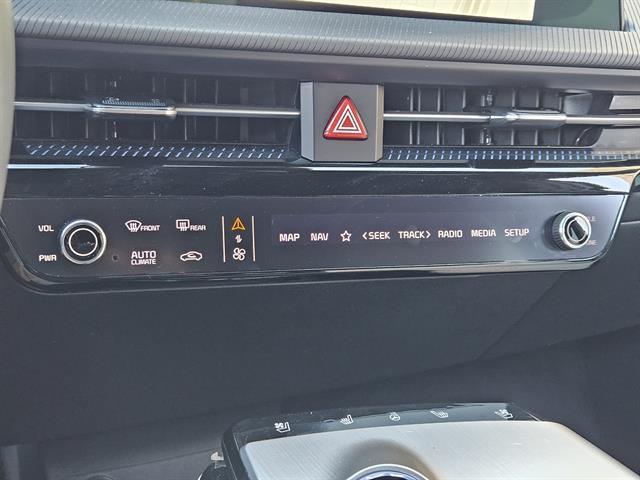 VOL
FRONT
REAR
PWR
AUTO
CLIMATE
MAP NAV <SEEK TRACK> RADIO MEDIA SETUP